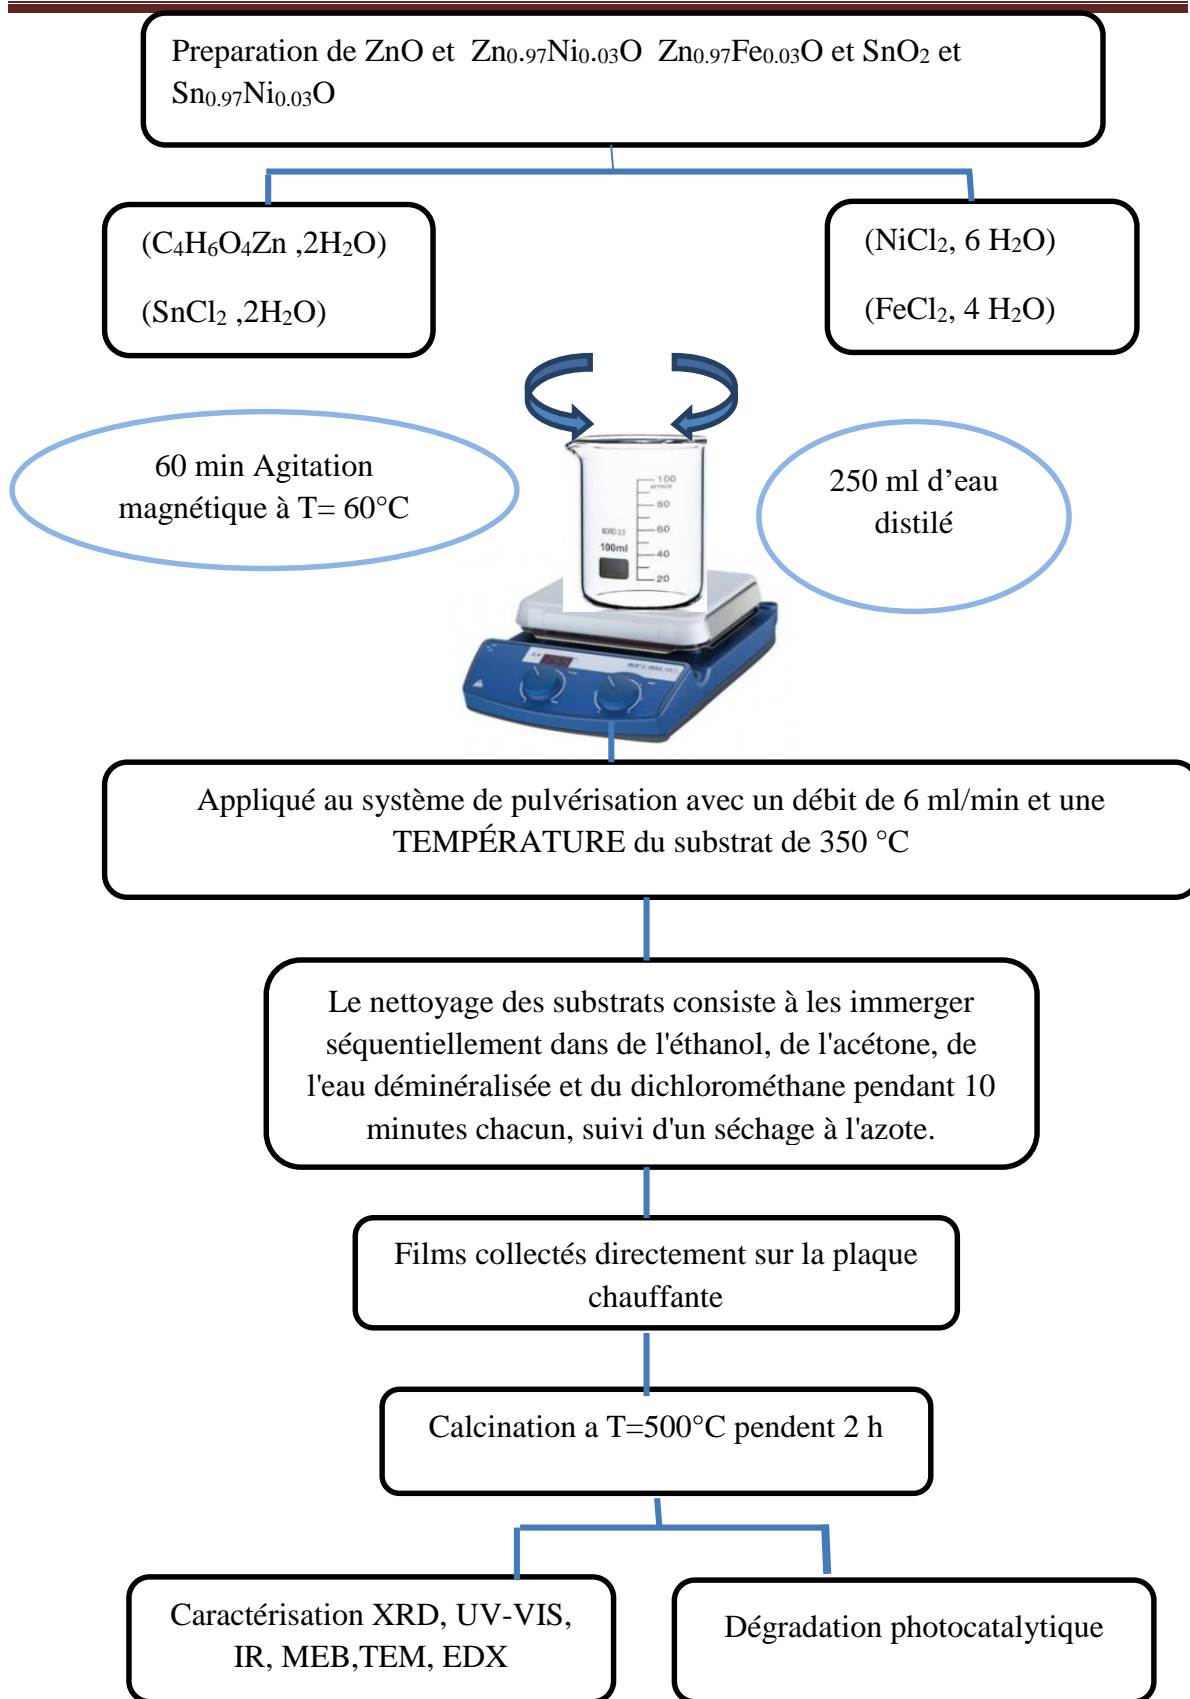 Preparation de ZnO et Zn₀.₉₇Ni₀.₀₃O Zn₀.₉₇Fe₀.₀₃O et SnO₂ et
Sn₀.₉₇Ni₀.₀₃O
(C₄H₆O₄Zn ,2H₂O)
(SnCl₂ ,2H₂O)
(NiCl₂, 6 H₂O)
(FeCl₂, 4 H₂O)
60 min Agitation
magnétique à T= 60°C
250 ml d’eau
distilé
100
APPROX
80
BORO 3.3
60
100ml
40
20
Appliqué au système de pulvérisation avec un débit de 6 ml/min et une
TEMPÉRATURE du substrat de 350 °C
Le nettoyage des substrats consiste à les immerger
séquentiellement dans de l'éthanol, de l'acétone, de
l'eau déminéralisée et du dichlorométhane pendant 10
minutes chacun, suivi d'un séchage à l'azote.
Films collectés directement sur la plaque
chauffante
Calcination a T=500°C pendent 2 h
Caractérisation XRD, UV-VIS,
IR, MEB,TEM, EDX
Dégradation photocatalytique